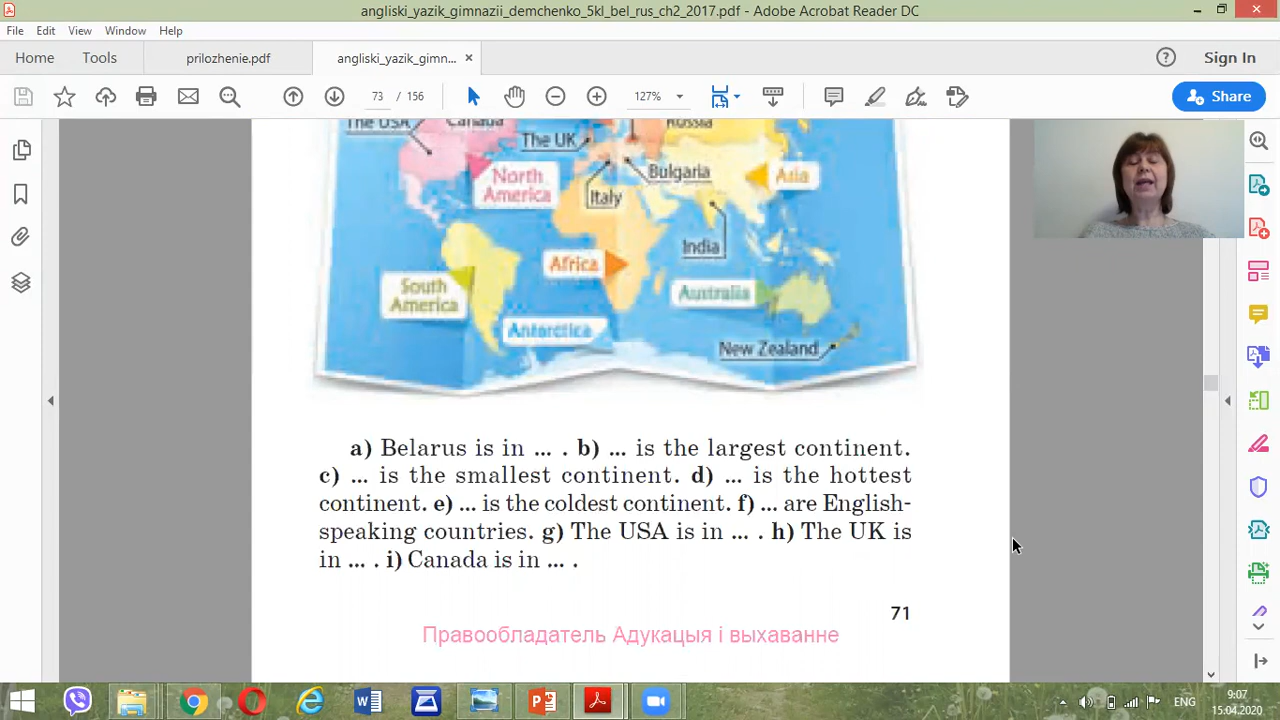 angliski_yazik_gimnazii_demchenko_5kl_bel_rus_ch2_2017.pdf - Adobe Acrobat Reader DC
File Edit View Window Help
Home Tools prilozhenie.pdf angliski_yazik_gimn... × Sign In
73 / 156 127% Share
The USA Canada Russia
The UK
North America
Bulgaria
Asia
Italy
India
Africa
South America
Australia
Antarctica
New Zealand
a) Belarus is in ... . b) ... is the largest continent.
c) ... is the smallest continent. d) ... is the hottest
continent. e) ... is the coldest continent. f) ... are English-
speaking countries. g) The USA is in ... . h) The UK is
in ... . i) Canada is in ... .
71
Правообладатель Адукацыя і выхаванне
ENG
9:07
15.04.2020